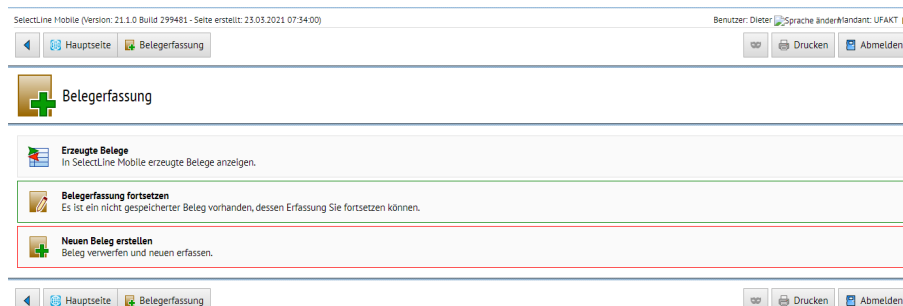 SelectLine Mobile (Version: 21.1.0 Build 299481 - Seite erstellt: 23.03.2021 07:34:00) Benutzer: Dieter Sprache ändern Mandant: UFAKT
Hauptseite Belegerfassung Drucken Abmelden
Belegerfassung
Erzeugte Belege
In SelectLine Mobile erzeugte Belege anzeigen.
Belegerfassung fortsetzen
Es ist ein nicht gespeicherter Beleg vorhanden, dessen Erfassung Sie fortsetzen können.
Neuen Beleg erstellen
Beleg verwerfen und neuen erfassen.
Hauptseite Belegerfassung Drucken Abmelden